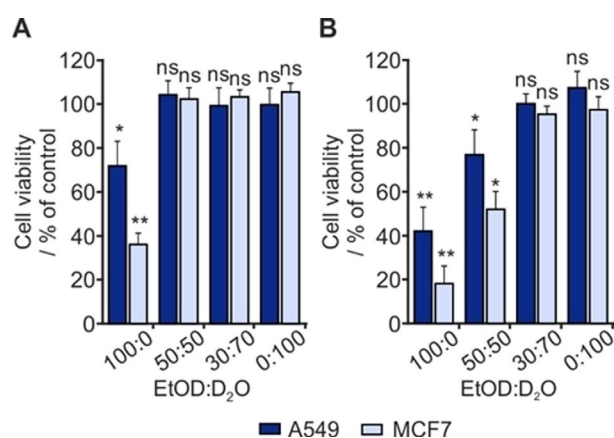 A
Cell viability
/ % of control
120
100
80
60
40
20
0
*
**
ns ns
ns ns
ns ns
100:0
50:50
30:70
0:100
EtOD:D₂O
B
Cell viability
/ % of control
120
100
80
60
40
20
0
**
**
*
*
ns ns
ns ns
100:0
50:50
30:70
0:100
EtOD:D₂O
A549
MCF7